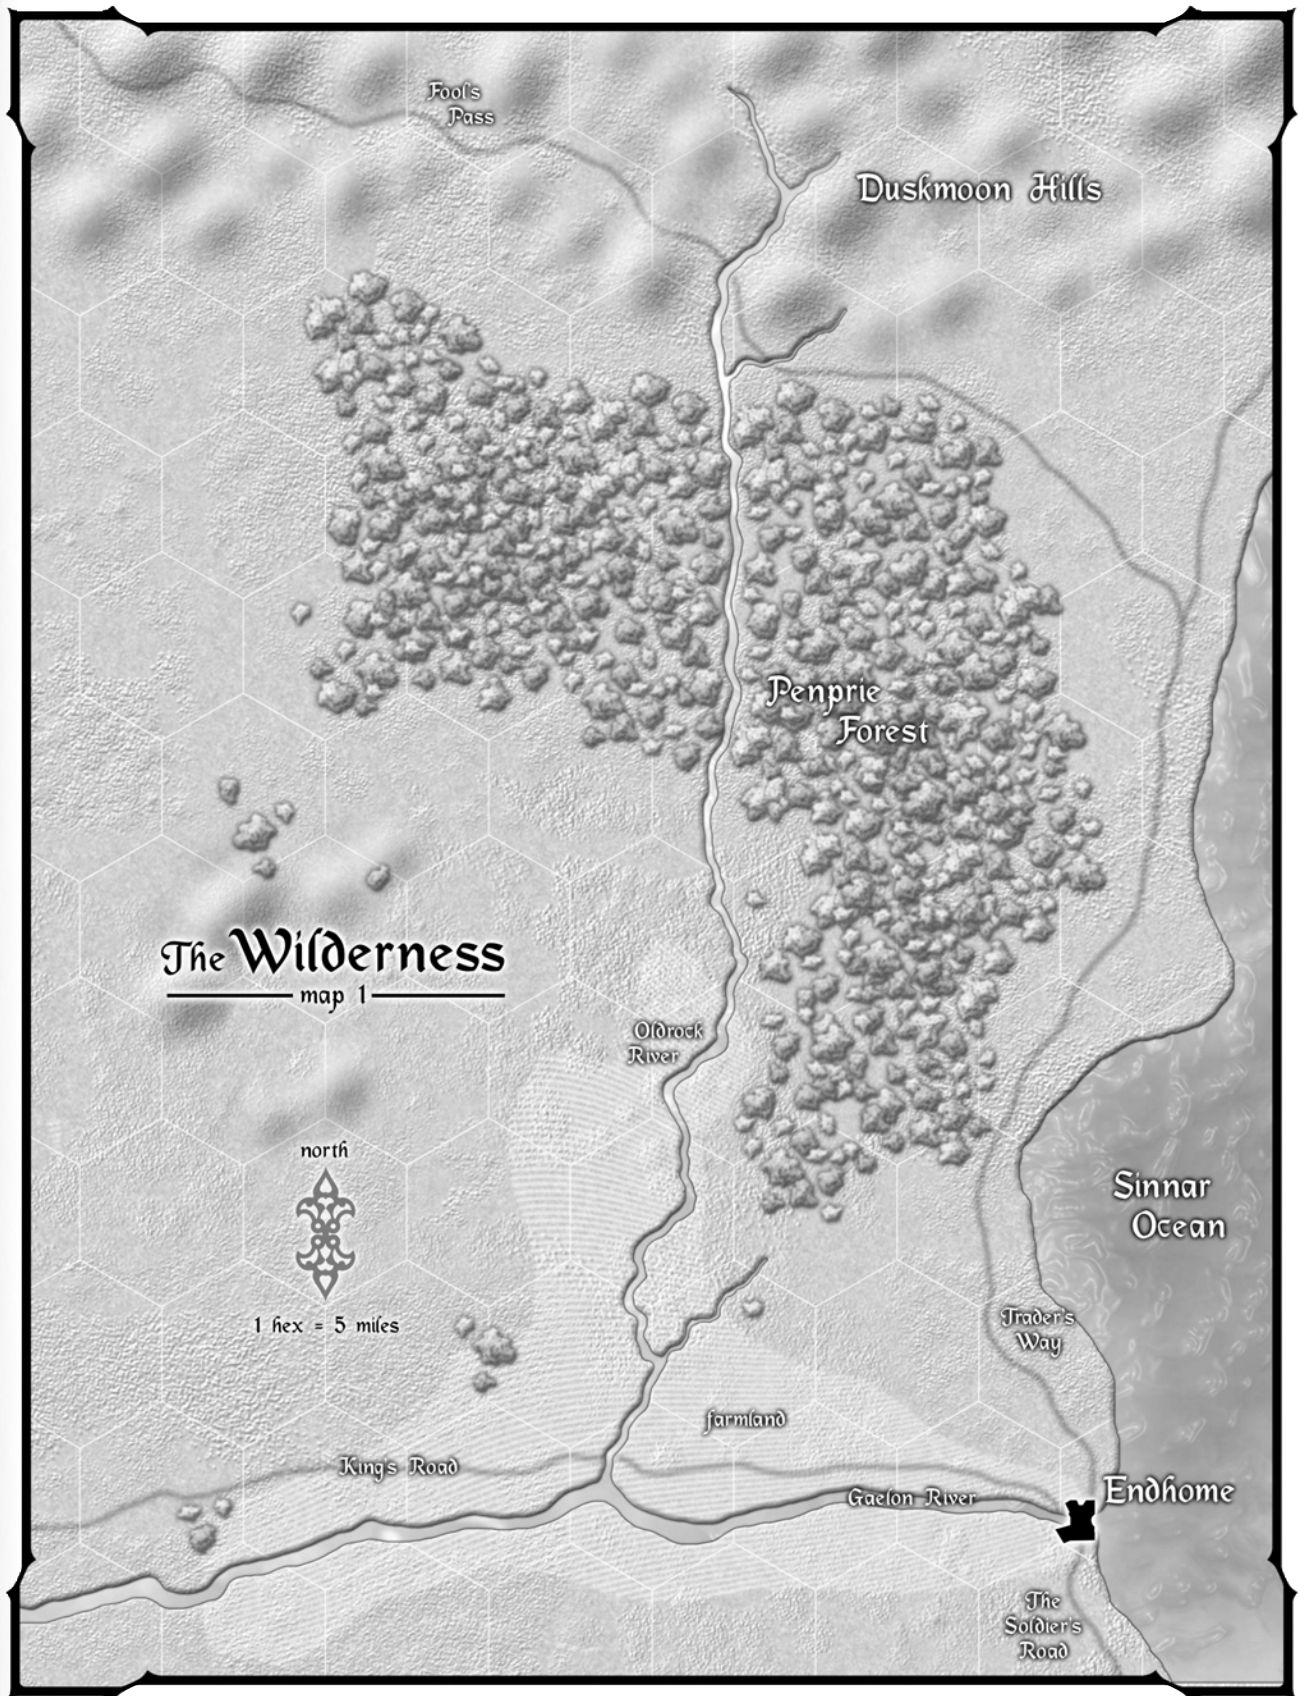 Fool's
Pass
Duskmoon Hills
Penprie
Forest
The Wilderness
map 1
Oldrock
River
north
1 hex = 5 miles
Sinnar
Ocean
Trader's
Way
farmland
King's Road
Gaelon River
Endhome
The
Soldier's
Road